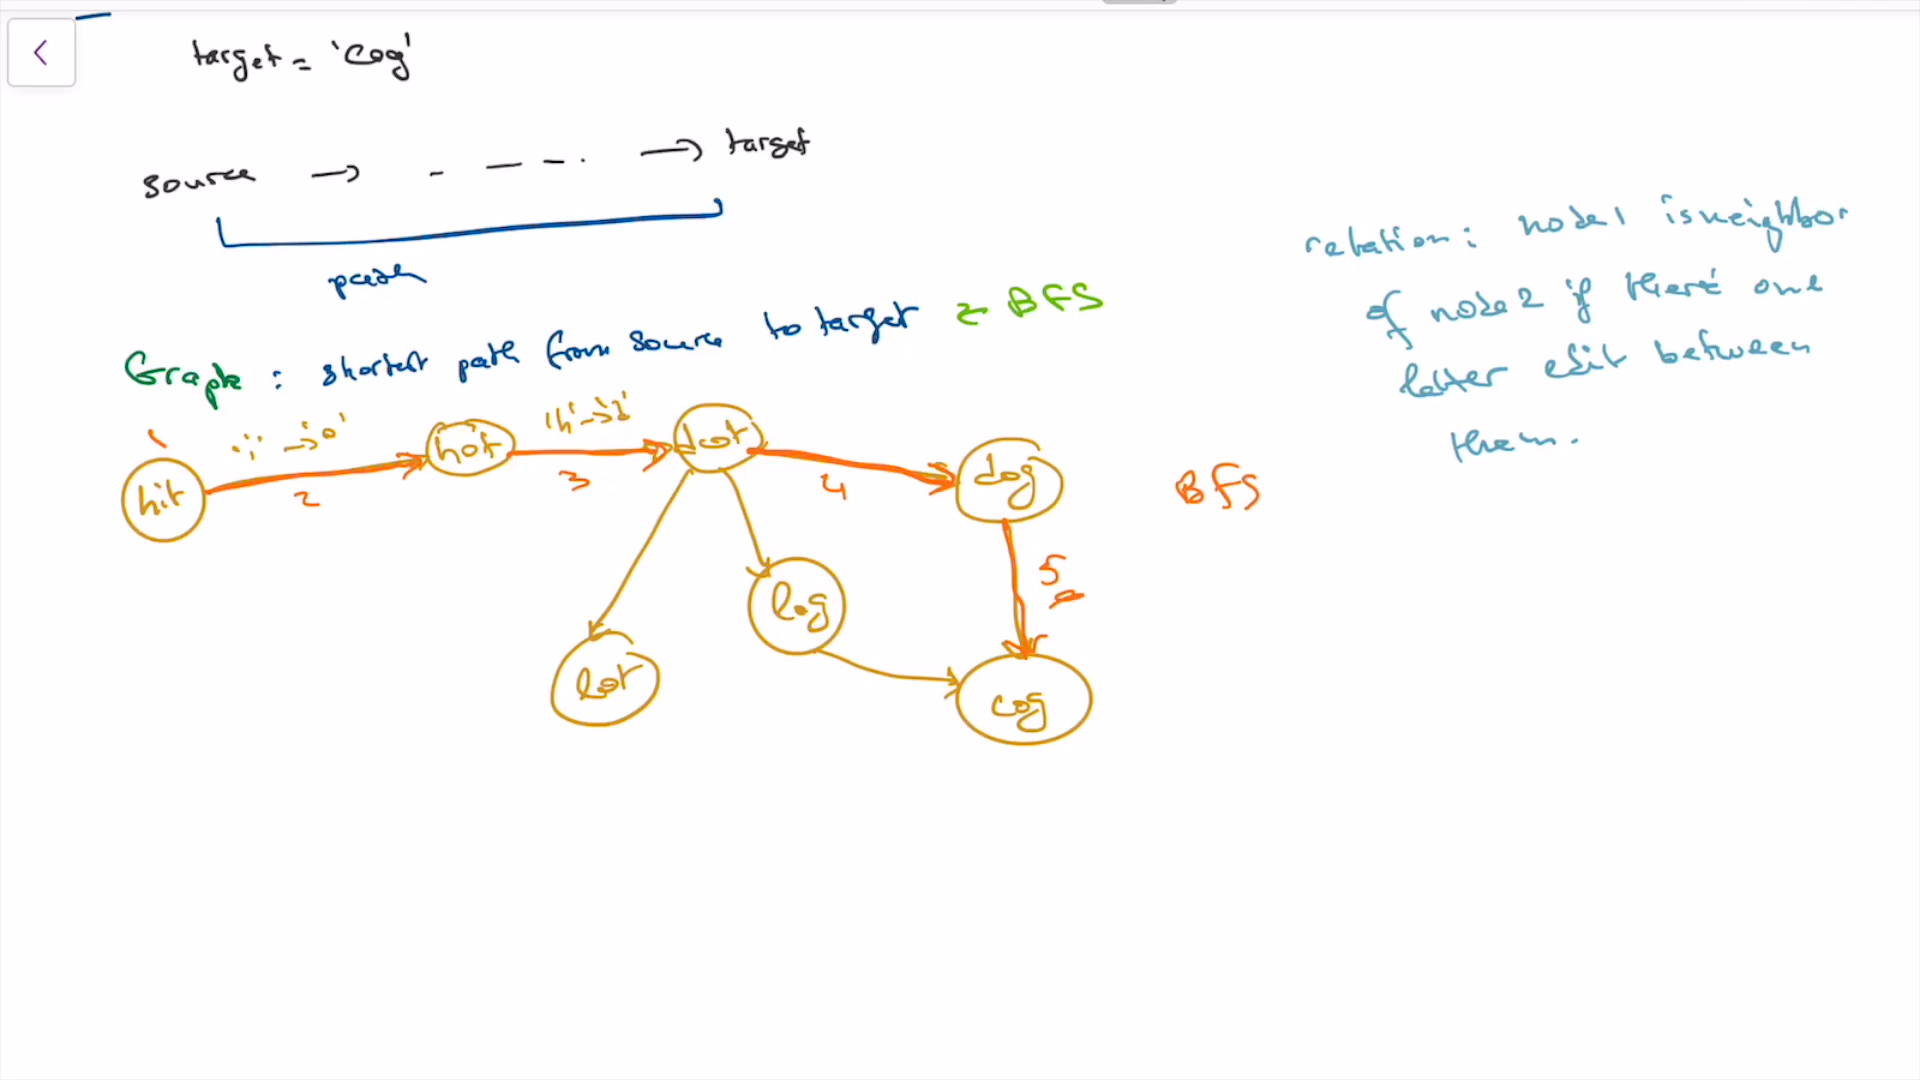 target = 'cog'
source → - — – · → target
path
Graph : shortest path from source to target ← BFS
'i' → 'o'
'h' → 'd'
hit
hot
dot
dog
2
3
4
5
log
lot
cog
BFS
relation: node1 is neighbor
of node2 if there's one
letter edit between
them.